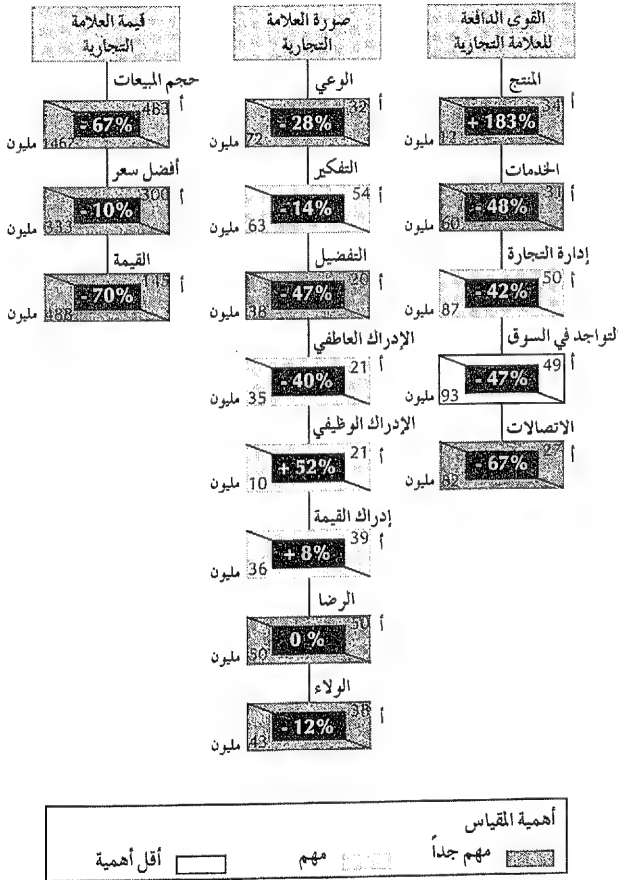 القوى الدافعة
للعلامة التجارية
المنتج
أ 34
+ 183%
12 مليون
الخدمات
أ 31
- 48%
60 مليون
إدارة التجارة
أ 50
- 42%
87 مليون
التواجد في السوق
أ 49
- 47%
93 مليون
الاتصالات
أ 27
- 67%
82 مليون
صورة العلامة
التجارية
الوعي
أ 32
- 28%
72 مليون
التفكير
أ 54
- 14%
63 مليون
التفضيل
أ 20
- 47%
38 مليون
الإدراك العاطفي
أ 21
- 40%
35 مليون
الإدراك الوظيفي
أ 21
+ 52%
10 مليون
إدراك القيمة
أ 39
+ 8%
36 مليون
الرضا
أ 50
0 %
50 مليون
الولاء
أ 38
- 12%
43 مليون
قيمة العلامة
التجارية
حجم المبيعات
أ 483
- 67%
1462 مليون
أفضل سعر
أ 300
- 10%
333 مليون
القيمة
أ 145
- 70%
488 مليون
أهمية المقياس
مهم جداً مهم أقل أهمية